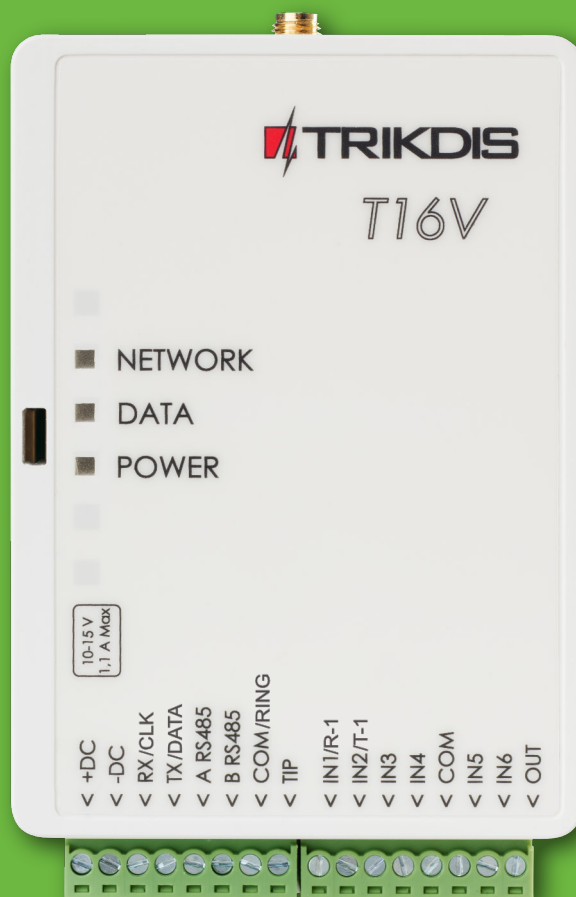 TRIKDIS
T16V
NETWORK
DATA
POWER
10-15 V
1,1 A Max
< +DC
< -DC
< RX/CLK
< TX/DATA
< A RS485
< B RS485
< COM/RING
< TIP
< IN1/R-1
< IN2/T-1
< IN3
< IN4
< COM
< IN5
< IN6
< OUT